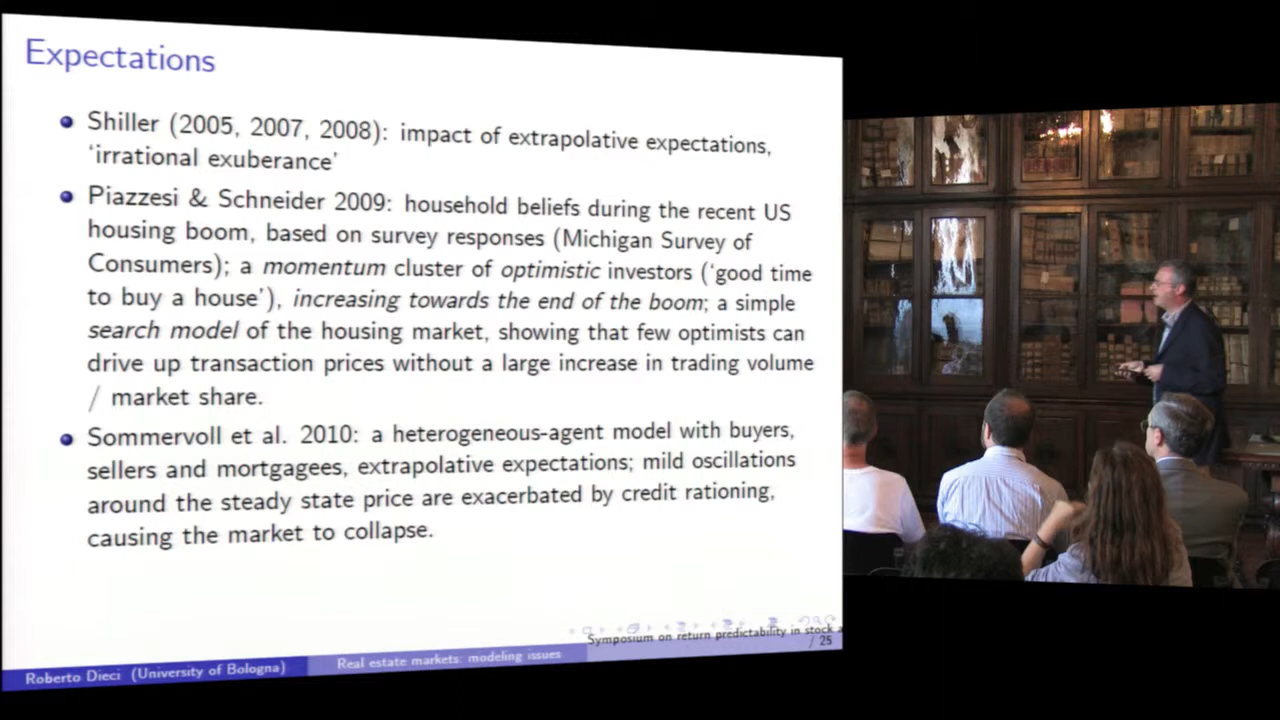 Expectations
Shiller (2005, 2007, 2008): impact of extrapolative expectations,
‘irrational exuberance’
Piazzesi & Schneider 2009: household beliefs during the recent US
housing boom, based on survey responses (Michigan Survey of
Consumers); a momentum cluster of optimistic investors (‘good time
to buy a house’), increasing towards the end of the boom; a simple
search model of the housing market, showing that few optimists can
drive up transaction prices without a large increase in trading volume
/ market share.
Sommervoll et al. 2010: a heterogeneous-agent model with buyers,
sellers and mortgagees, extrapolative expectations; mild oscillations
around the steady state price are exacerbated by credit rationing,
causing the market to collapse.
Symposium on return predictability in stock a
/ 25
Roberto Dieci (University of Bologna)
Real estate markets: modeling issues